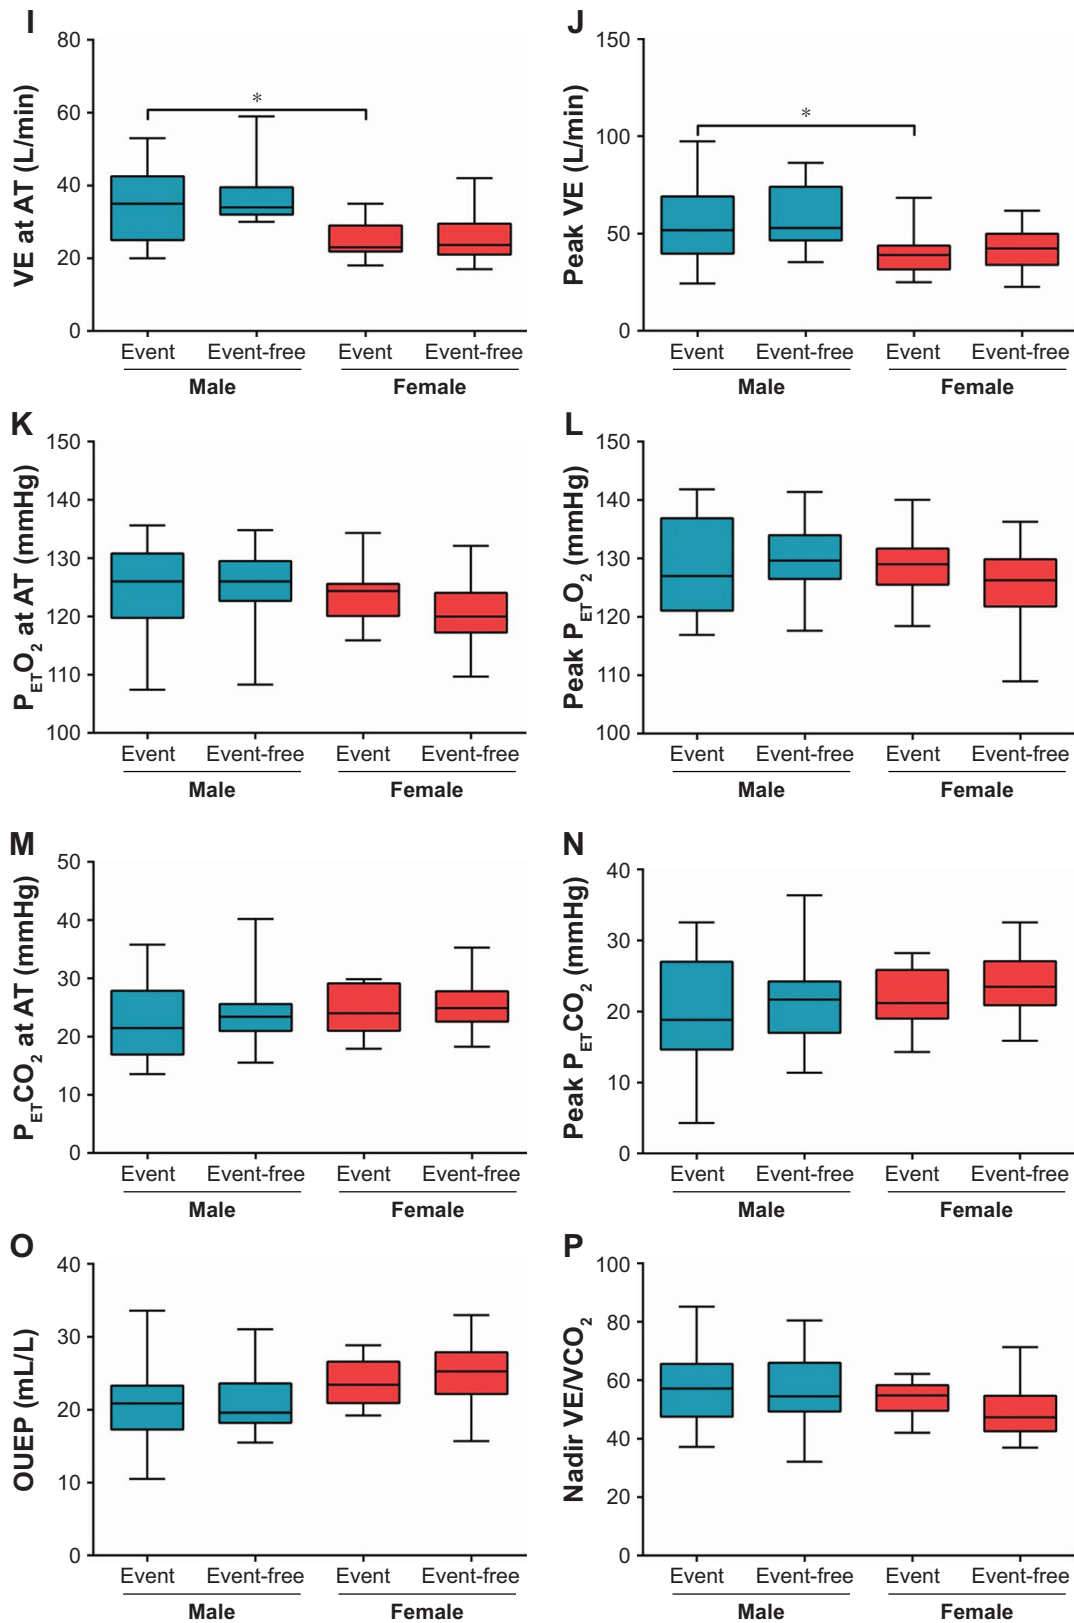 I
VE at AT (L/min)
80
60
40
20
0
*
Event Event-free Event Event-free
Male Female
J
Peak VE (L/min)
150
100
50
0
*
Event Event-free Event Event-free
Male Female
K
PETO2 at AT (mmHg)
150
140
130
120
110
100
Event Event-free Event Event-free
Male Female
L
Peak PETO2 (mmHg)
150
140
130
120
110
100
Event Event-free Event Event-free
Male Female
M
PETCO2 at AT (mmHg)
50
40
30
20
10
0
Event Event-free Event Event-free
Male Female
N
Peak PETCO2 (mmHg)
40
30
20
10
0
Event Event-free Event Event-free
Male Female
O
OUEP (mL/L)
40
30
20
10
0
Event Event-free Event Event-free
Male Female
P
Nadir VE/VCO2
100
80
60
40
20
0
Event Event-free Event Event-free
Male Female